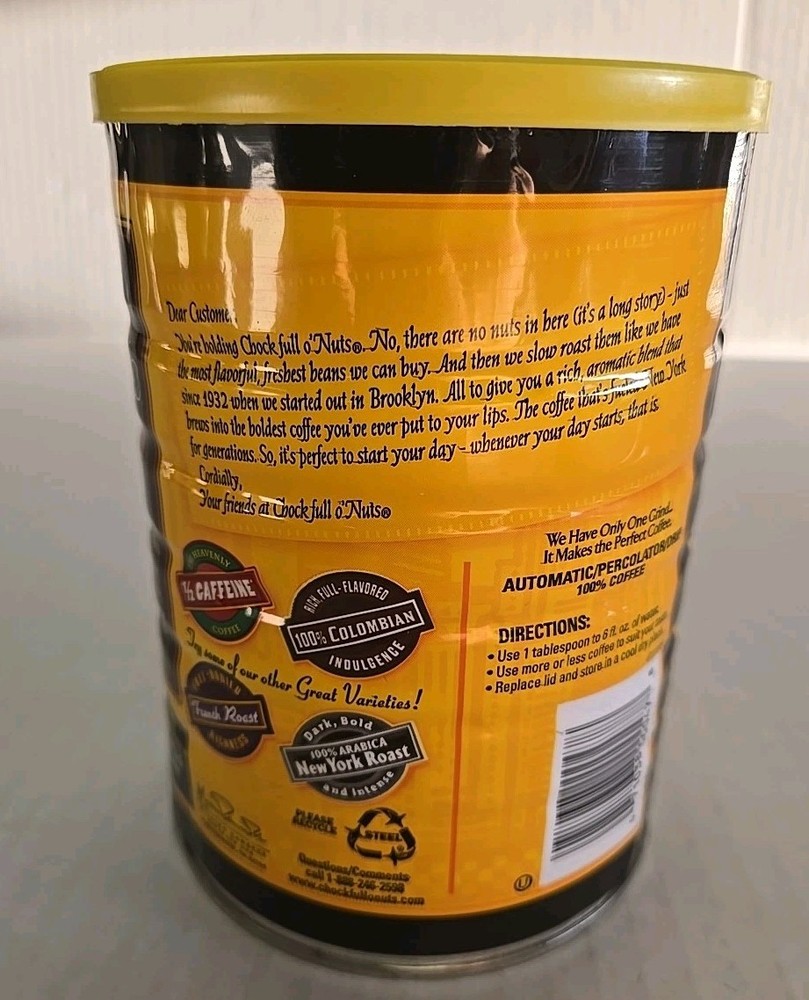 Dear Custome
You're holding Chock full o'Nuts®. No, there are no nuts in here (it's a long story) - just
the most flavorful, freshest beans we can buy. And then we slow roast them like we have
since 1932 when we started out in Brooklyn. All to give you a rich, aromatic blend that
brews into the boldest coffee you've ever put to your lips. The coffee that's fueled New York
for generations. So, it's perfect to start your day - whenever your day starts, that is.
Cordially,
Your friends at Chock full o'Nuts®
We Have Only One Grind.
It Makes the Perfect Coffee.
AUTOMATIC/PERCOLATOR/DRIP
100% COFFEE
DIRECTIONS:
• Use 1 tablespoon to 6 fl. oz. of water.
• Use more or less coffee to suit your
• Replace lid and store in a cool dry place.
HEAVENLY
1/2 CAFFEINE
COFFEE
RICH, FULL-FLAVORED
100% COLOMBIAN
INDULGENCE
Try some of our other Great Varieties!
French Roast
Dark, Bold
100% ARABICA
New York Roast
and Intense
PLEASE
RECYCLE
STEEL
Questions/Comments
call 1-888-246-2598
www.chockfullonuts.com
U